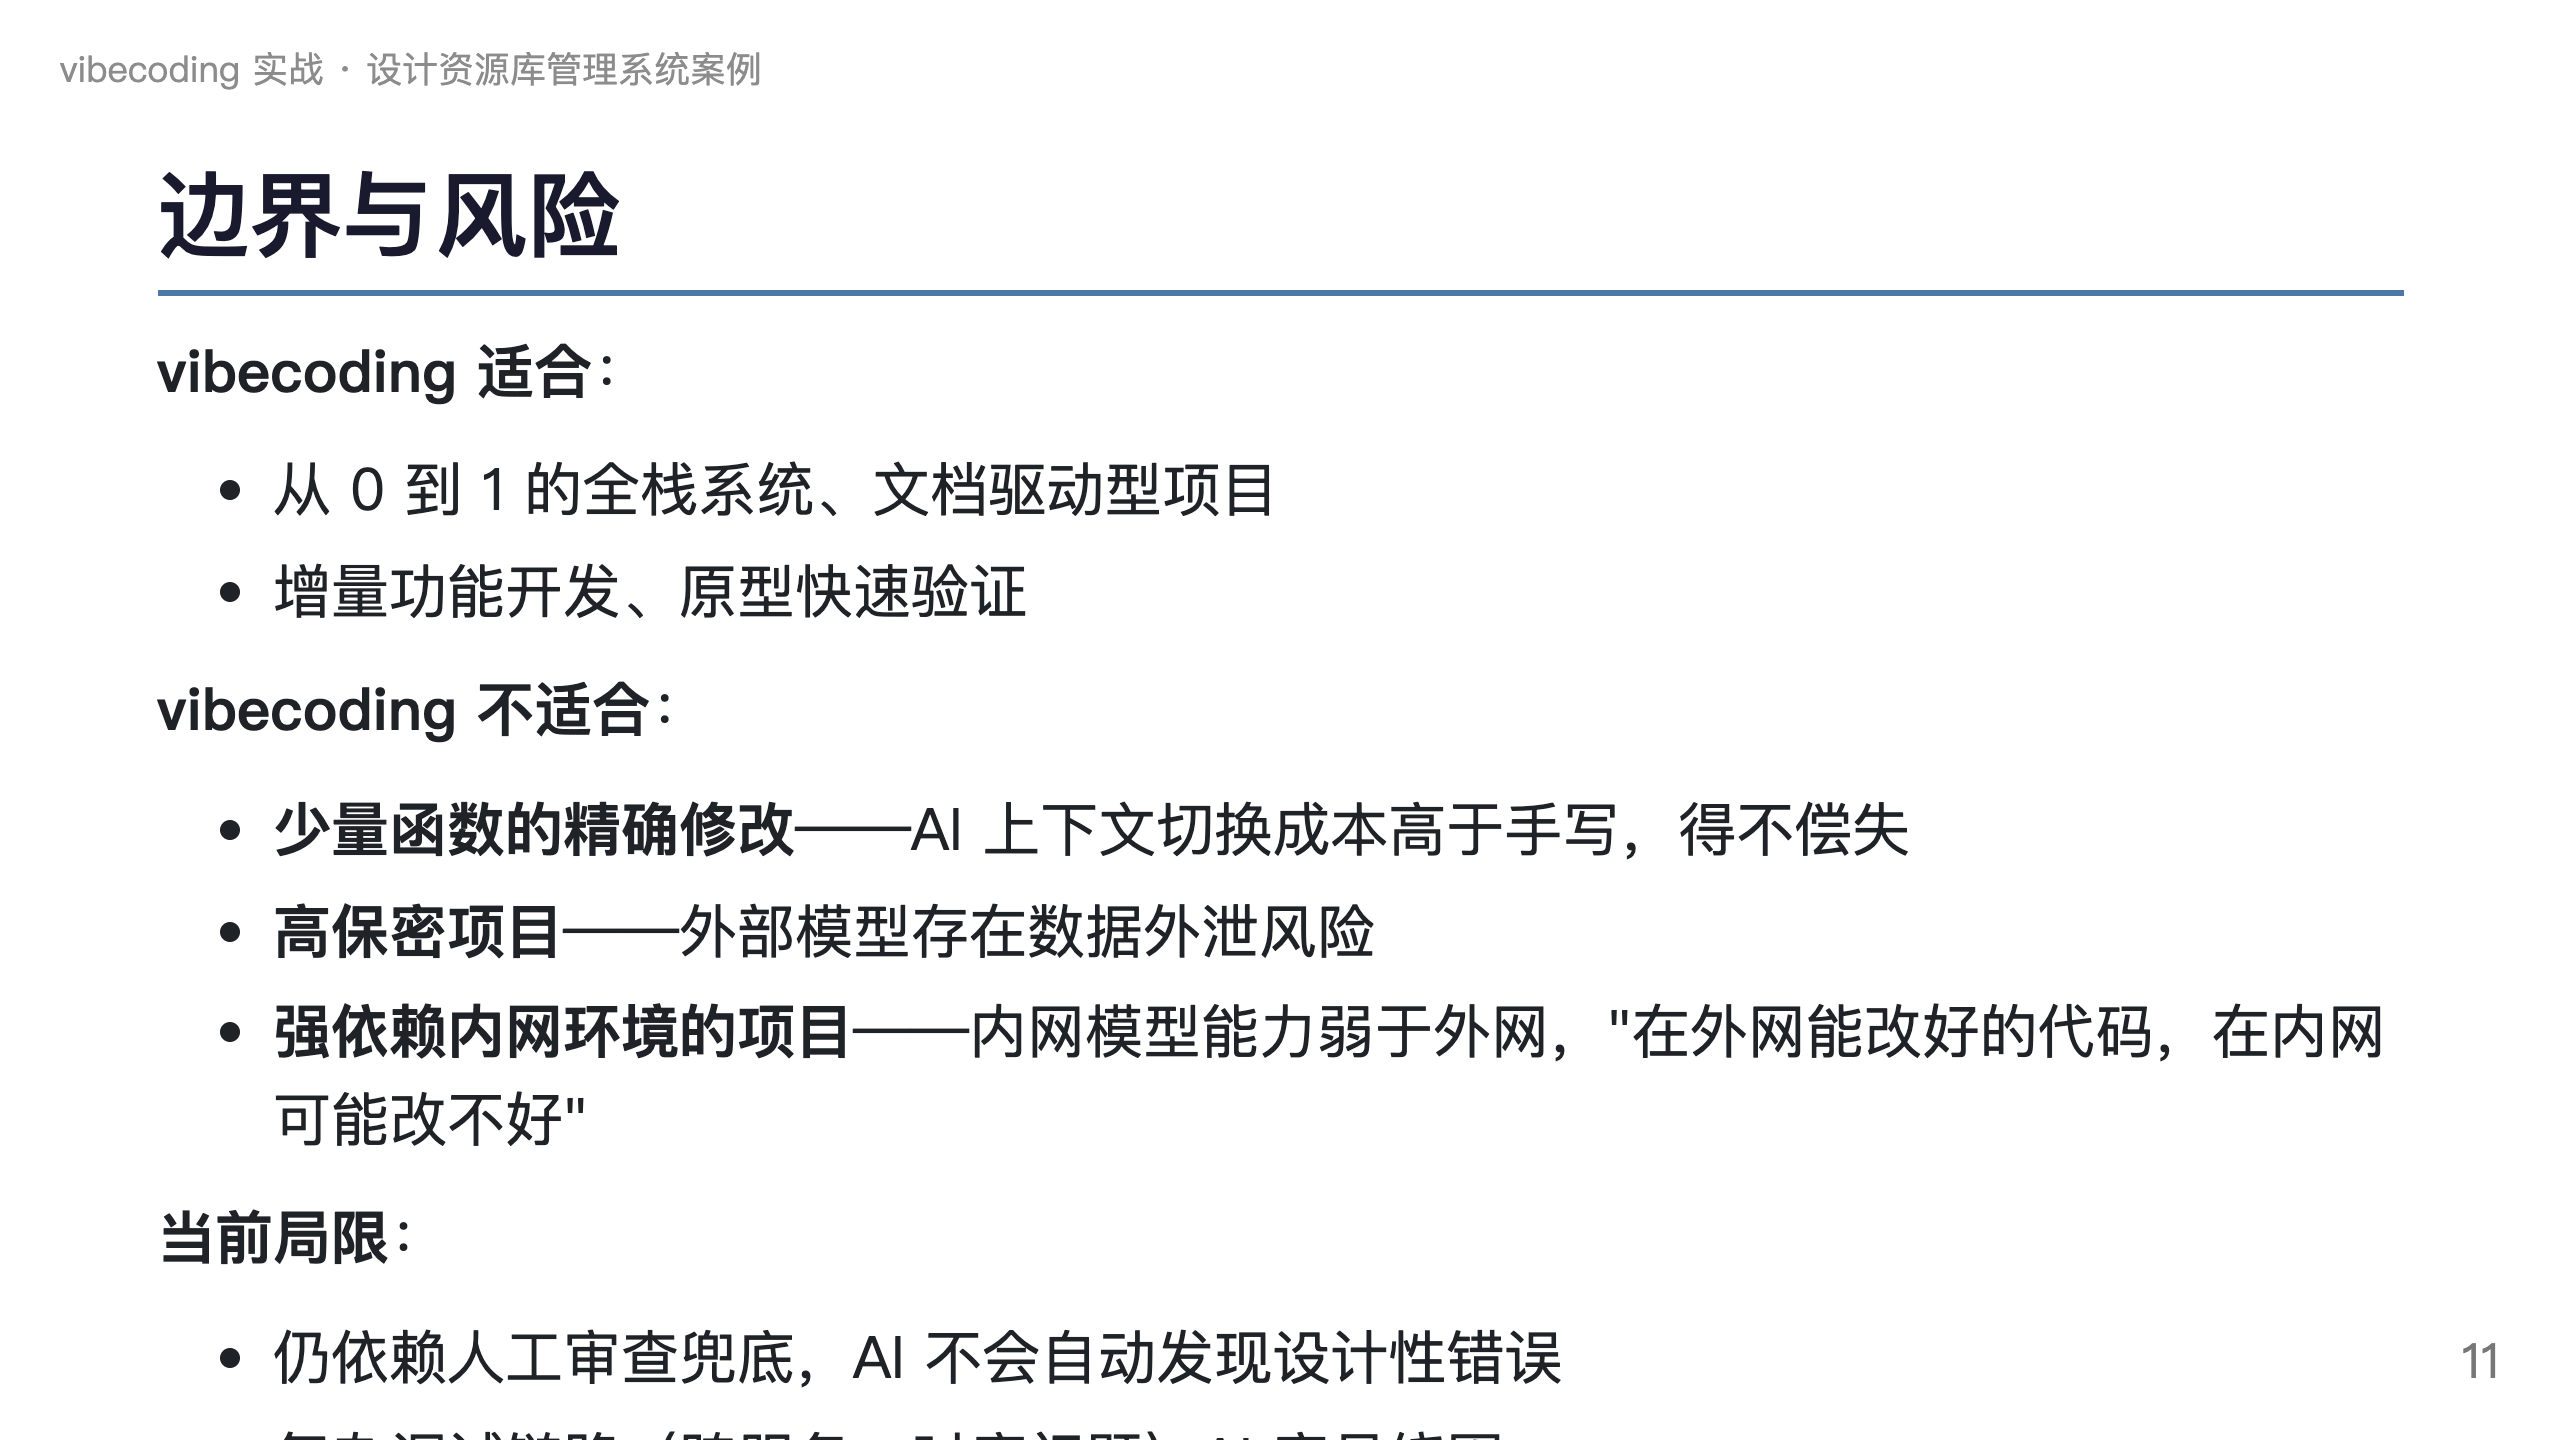 vibecoding 实战 · 设计资源库管理系统案例
边界与风险
vibecoding 适合：
• 从 0 到 1 的全栈系统、文档驱动型项目
• 增量功能开发、原型快速验证
vibecoding 不适合：
• 少量函数的精确修改——AI 上下文切换成本高于手写，得不偿失
• 高保密项目——外部模型存在数据外泄风险
• 强依赖内网环境的项目——内网模型能力弱于外网，"在外网能改好的代码，在内网
可能改不好"
当前局限：
• 仍依赖人工审查兜底，AI 不会自动发现设计性错误
11